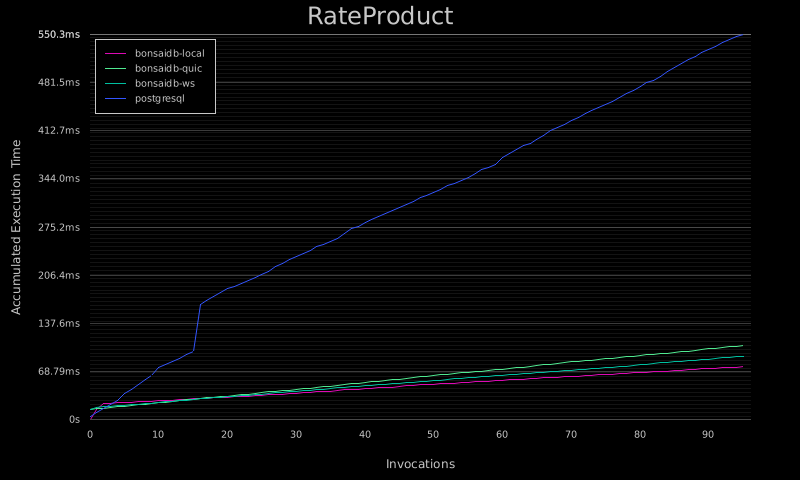 RateProduct
550.3ms
481.5ms
412.7ms
344.0ms
275.2ms
206.4ms
137.6ms
68.79ms
0s
bonsaidb-local
bonsaidb-quic
bonsaidb-ws
postgresql
Accumulated Execution Time
0 10 20 30 40 50 60 70 80 90
Invocations